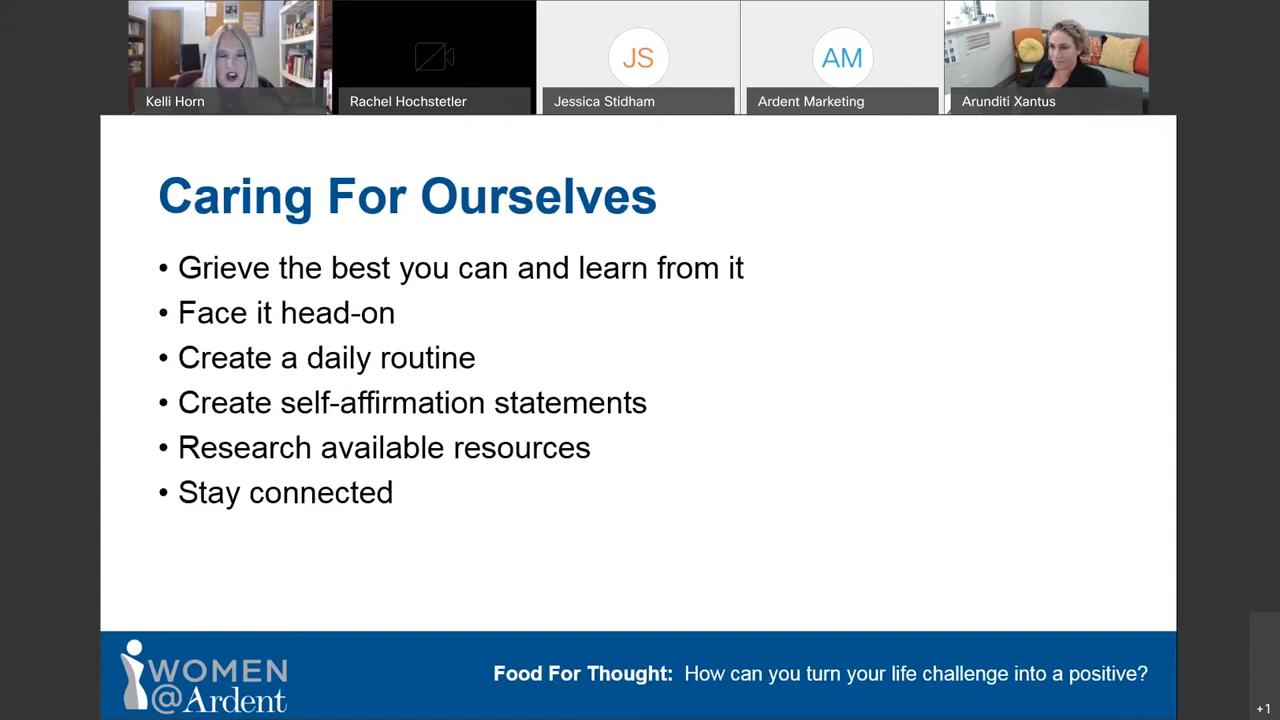 JS
AM
Kelli Horn
Rachel Hochstetler
Jessica Stidham
Ardent Marketing
Arunditi Xantus
Caring For Ourselves
• Grieve the best you can and learn from it
• Face it head-on
• Create a daily routine
• Create self-affirmation statements
• Research available resources
• Stay connected
WOMEN
@Ardent
Food For Thought: How can you turn your life challenge into a positive?
+1